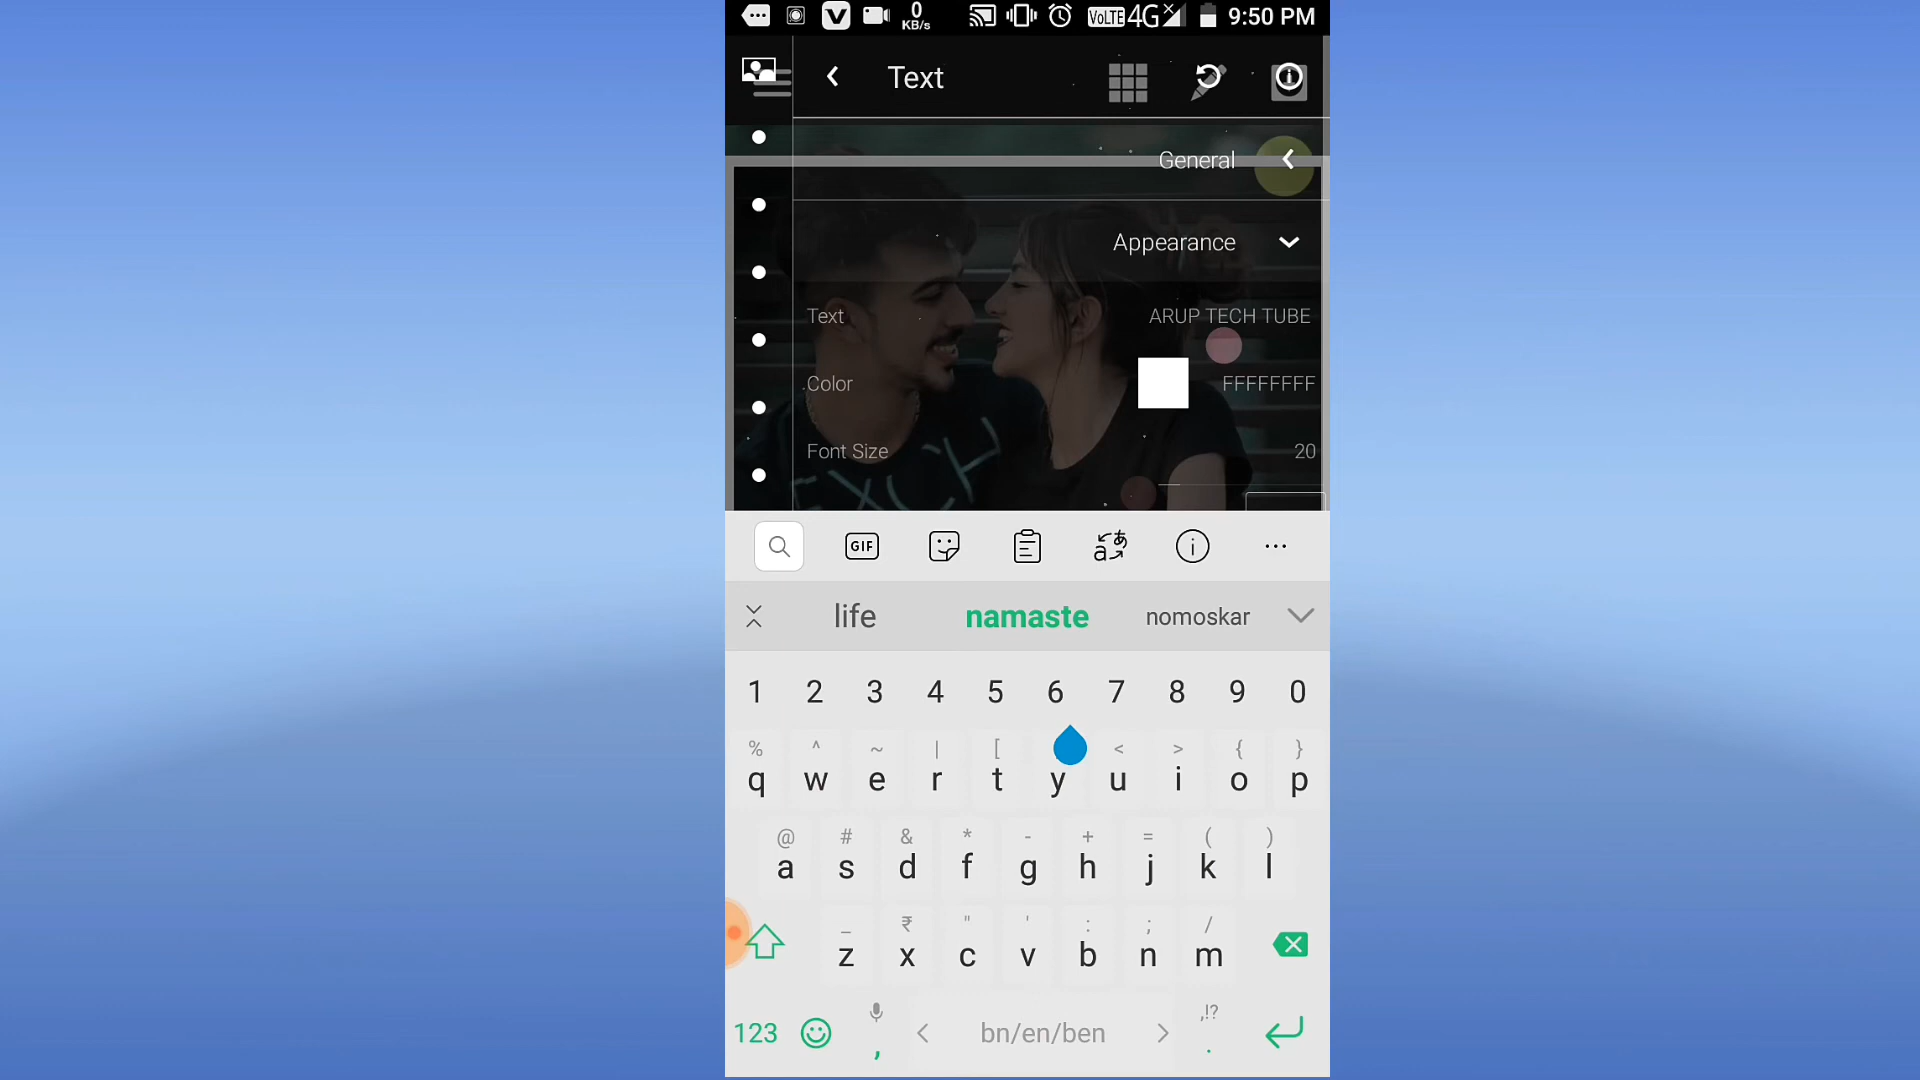 0 KB/s VoLTE 4G 9:50 PM
Text
General
Appearance
Text ARUP TECH TUBE
Color FFFFFFFF
Font Size 20
GIF
life namaste nomoskar
1 2 3 4 5 6 7 8 9 0
% ^ ~ | [ < > { }
q w e r t y u i o p
@ # & * - + = ( )
a s d f g h j k l
_ ₹ " ' : ; /
z x c v b n m
,!?
123 , < bn/en/ben > .